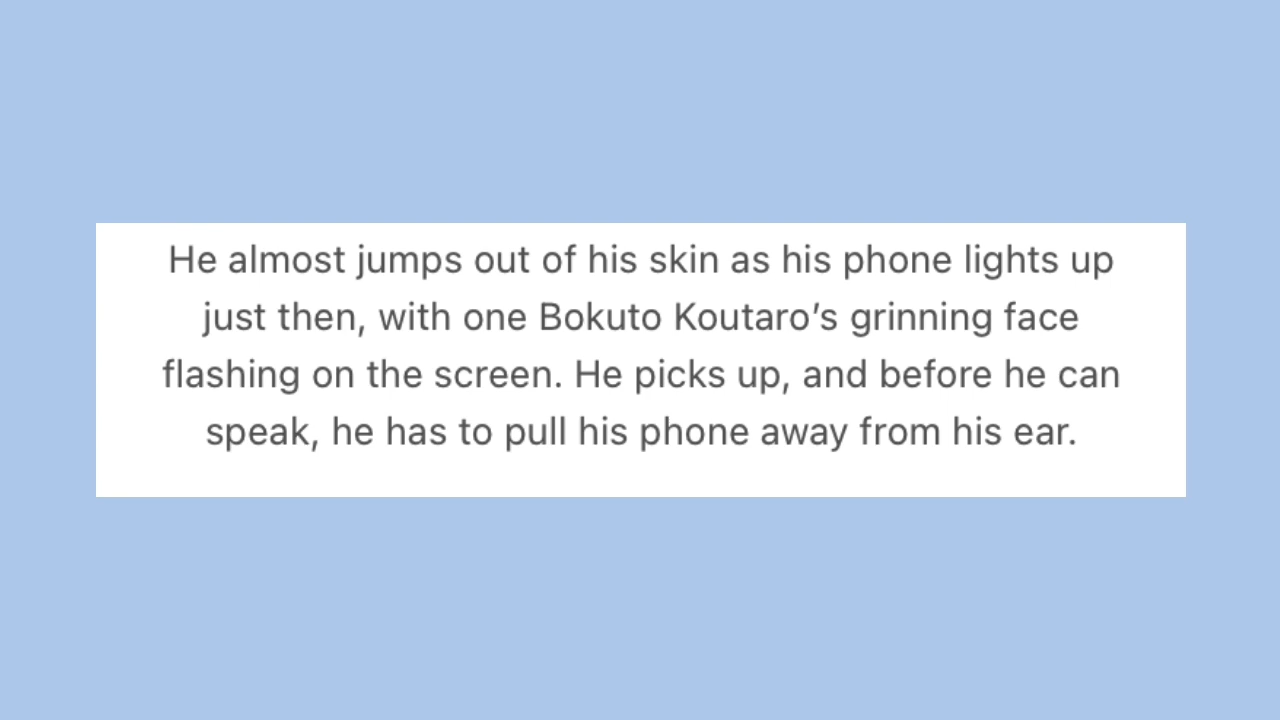 He almost jumps out of his skin as his phone lights up
just then, with one Bokuto Koutaro’s grinning face
flashing on the screen. He picks up, and before he can
speak, he has to pull his phone away from his ear.